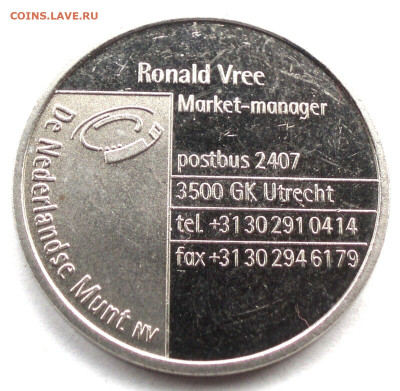 COINS.LAVE.RU
Ronald Vree
Market-manager
postbus 2407
3500 GK Utrecht
tel. +31 30 291 0414
fax +31 30 294 6179
De Nederlandse Munt NV